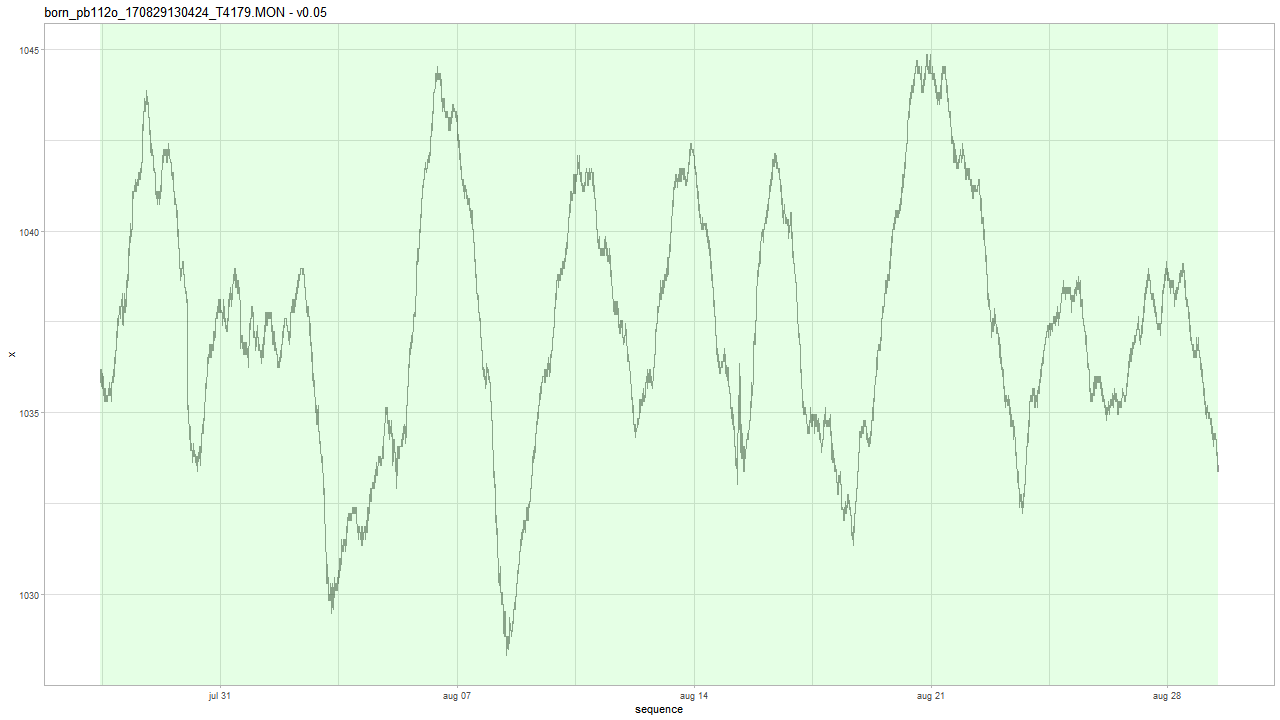 born_pb112o_170829130424_T4179.MON - v0.05
1045
1040
1035
1030
x
jul 31
aug 07
aug 14
aug 21
aug 28
sequence